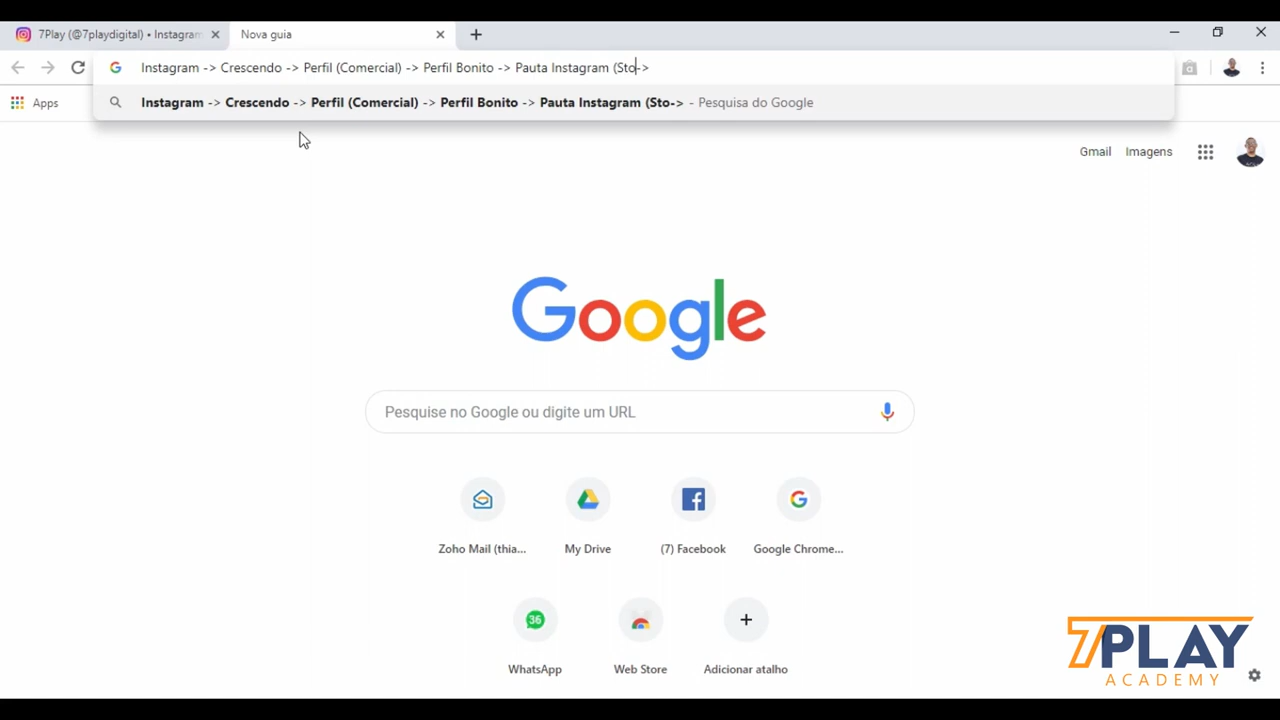 7Play (@7playdigital) • Instagram
Nova guia
Instagram -> Crescendo -> Perfil (Comercial) -> Perfil Bonito -> Pauta Instagram (Sto->
Apps
Instagram -> Crescendo -> Perfil (Comercial) -> Perfil Bonito -> Pauta Instagram (Sto-> - Pesquisa do Google
Gmail Imagens
Google
Pesquise no Google ou digite um URL
Zoho Mail (thia... My Drive (7) Facebook Google Chrome...
36
WhatsApp Web Store Adicionar atalho
7PLAY
ACADEMY